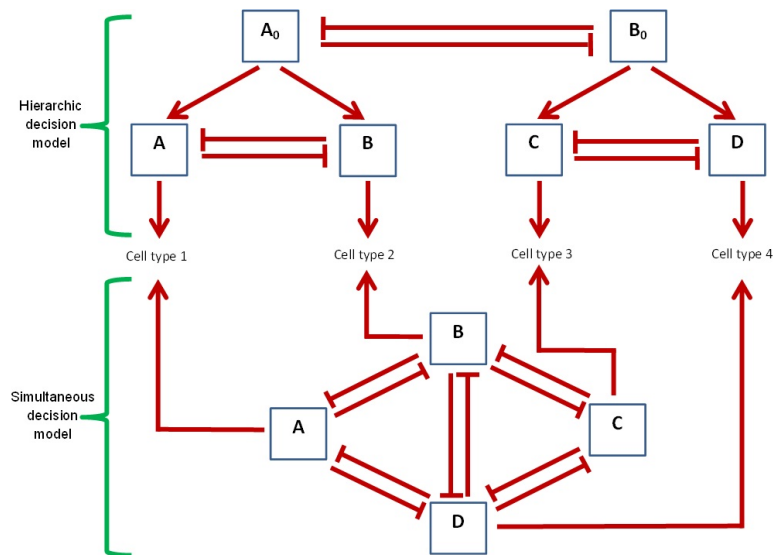 A₀
B₀
Hierarchic
decision
model
A
B
C
D
Cell type 1
Cell type 2
Cell type 3
Cell type 4
B
Simultaneous
decision
model
A
C
D